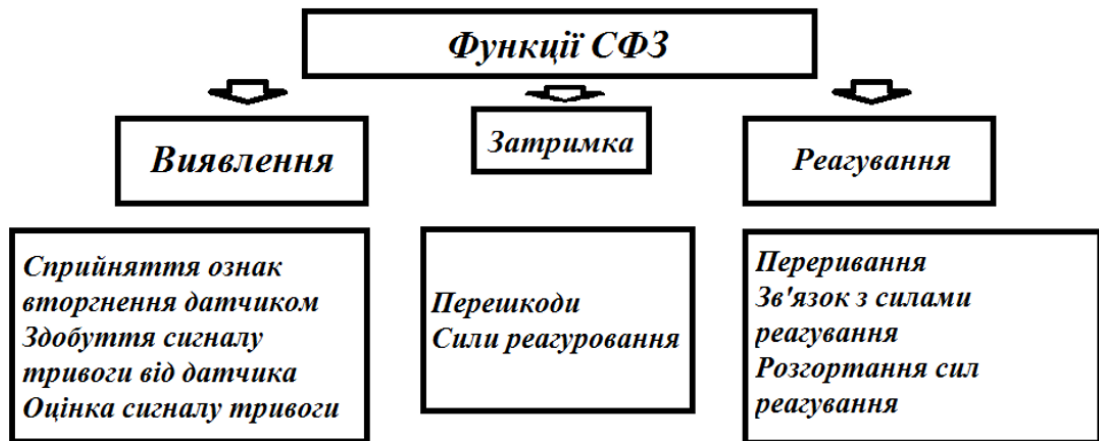 Функції СФЗ
Виявлення
Затримка
Реагування
Сприйняття ознак
вторгнення датчиком
Здобуття сигналу
тривоги від датчика
Оцінка сигналу тривоги
Перешкоди
Сили реагуровання
Переривання
Зв'язок з силами
реагування
Розгортання сил
реагування